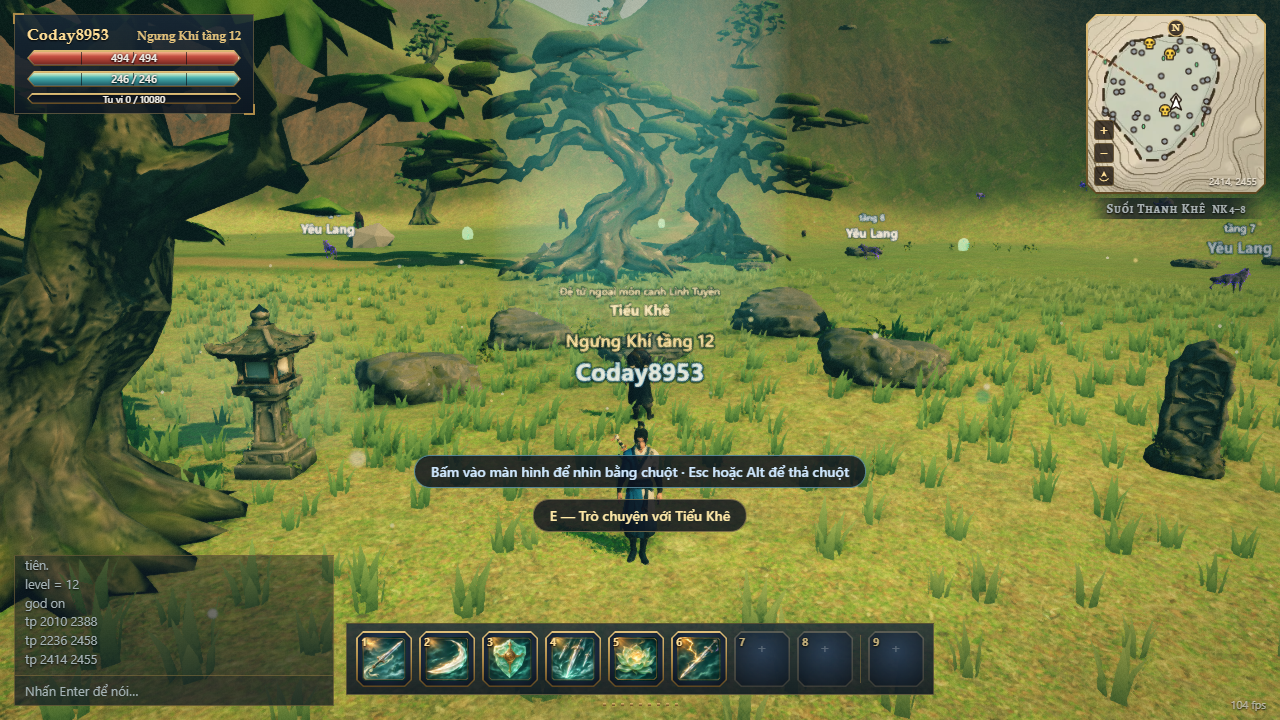 Coday8953
Ngưng Khí tầng 12
494 / 494
246 / 246
Tu vi 0 / 10080
N
+
−
2414, 2455
Suối Thanh Khê NK 4–8
Yêu Lang
tầng 6
Yêu Lang
tầng 7
Yêu Lang
Đệ tử ngoại môn canh Linh Tuyền
Tiểu Khê
Ngưng Khí tầng 12
Coday8953
Bấm vào màn hình để nhìn bằng chuột · Esc hoặc Alt để thả chuột
E — Trò chuyện với Tiểu Khê
tiên.
level = 12
god on
tp 2010 2388
tp 2236 2458
tp 2414 2455
Nhấn Enter để nói...
1 2 3 4 5 6 7 8 9
104 fps